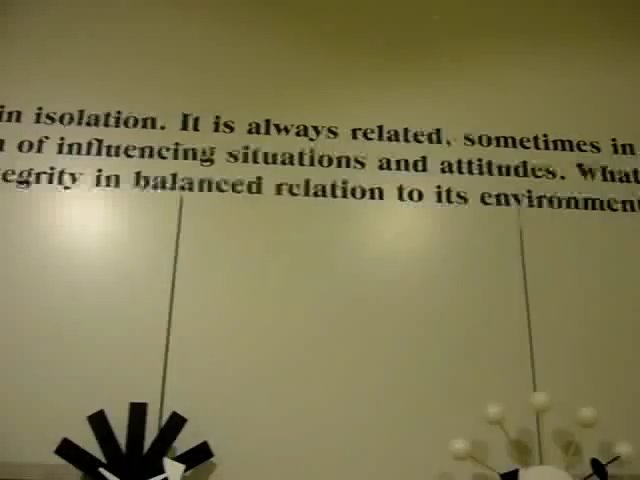 in isolation. It is always related, sometimes in
of influencing situations and attitudes. What
egrity in balanced relation to its environment